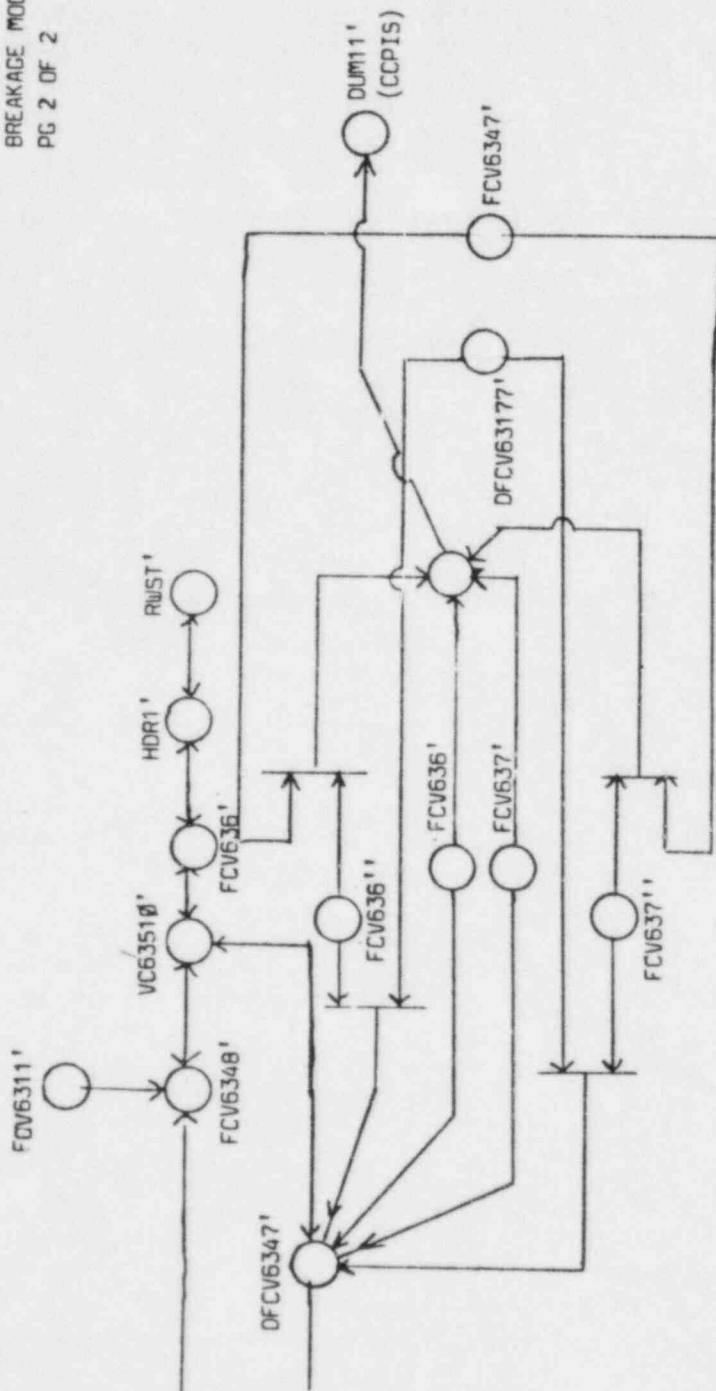 BREAKAGE MOD
PG 2 OF 2
DUM11'
(CCPIS)
FCV6347'
RWST'
HDR1'
FCV636'
VC63510'
FCV6311'
FCV6348'
DFCV63177'
FCV636''
FCV636'
FCV637'
FCV637''
DFCV6347'